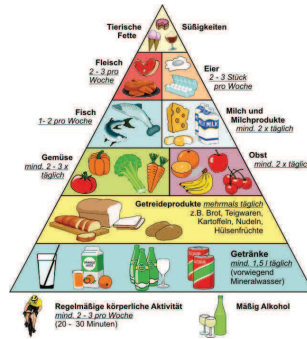 Tierische
Fette
Süßigkeiten
Fleisch
2 - 3 pro
Woche
Eier
2 - 3 Stück
pro Woche
Fisch
1- 2 pro Woche
Milch und
Milchprodukte
mind. 2 x täglich
Gemüse
mind. 2 - 3 x
täglich
Obst
mind. 2 x täglich
Getreideprodukte mehrmals täglich
z.B. Brot, Teigwaren,
Kartoffeln, Nudeln,
Hülsenfrüchte
Getränke
mind. 1,5 l täglich
(vorwiegend
Mineralwasser)
Regelmäßige körperliche Aktivität
mind. 2 - 3 pro Woche
(20 - 30 Minuten)
Mäßig Alkohol